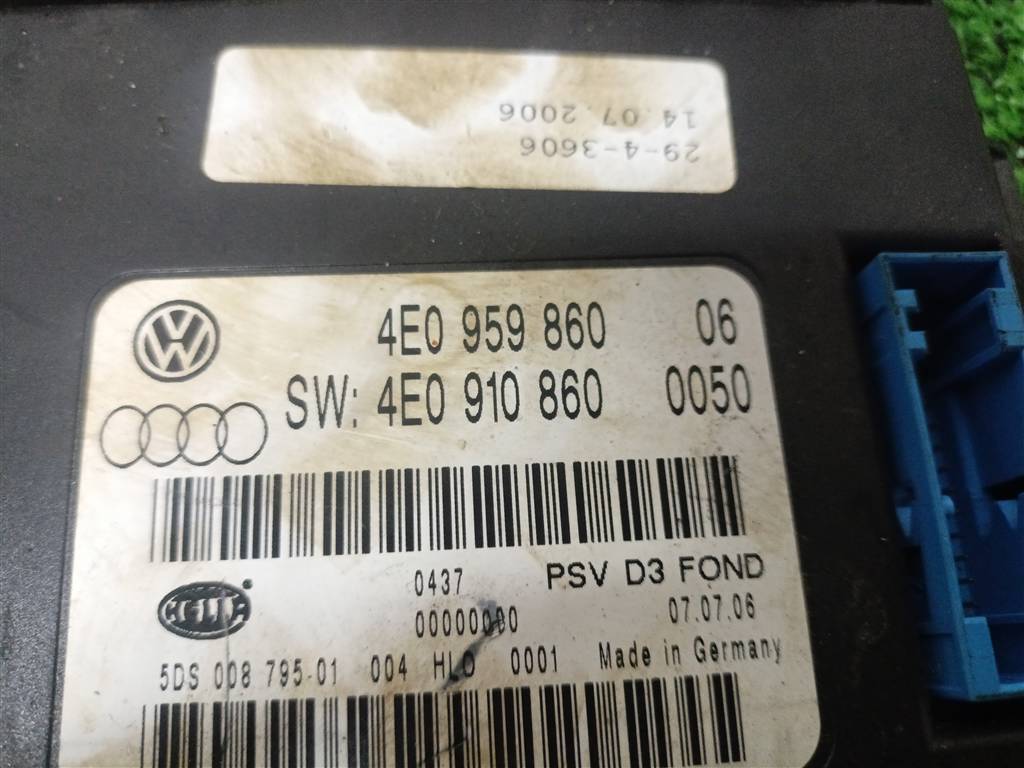 29-4-3606
14.07.2006
4E0 959 860 06
SW: 4E0 910 860 0050
0437 PSV D3 FOND
00000000 07.07.06
HELLA
5DS 008 795-01 004 HLO 0001 Made in Germany